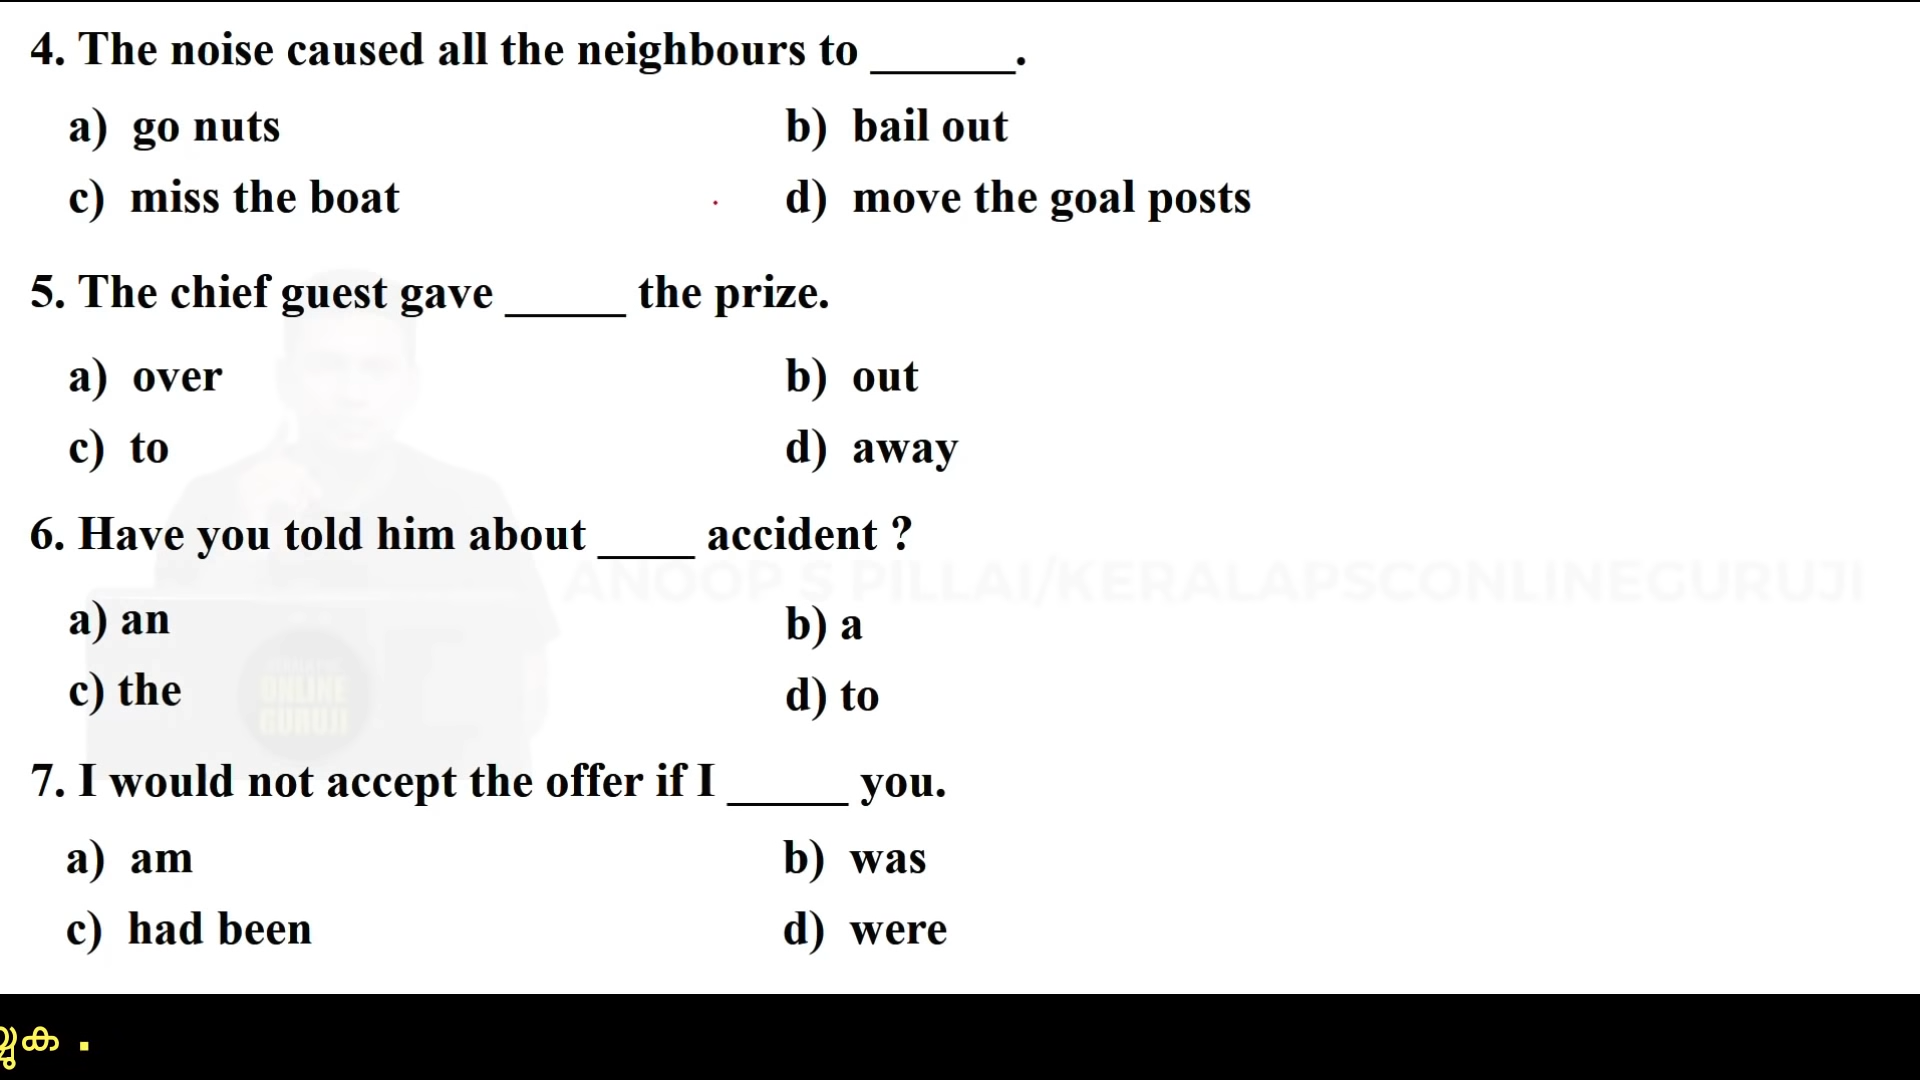 4. The noise caused all the neighbours to ______.
a) go nuts
b) bail out
c) miss the boat
d) move the goal posts
5. The chief guest gave _____ the prize.
a) over
b) out
c) to
d) away
6. Have you told him about ____ accident ?
ANOOP S PILLAI/KERALAPSCONLINEGURUJI
a) an
b) a
c) the
ONLINE
GURUJI
d) to
7. I would not accept the offer if I _____ you.
a) am
b) was
c) had been
d) were